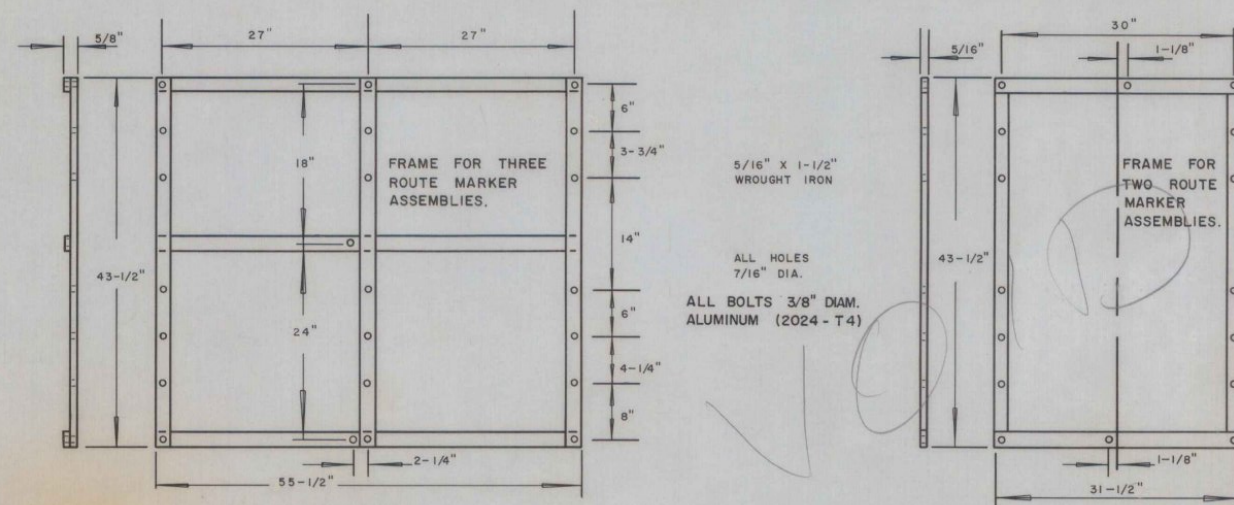 5/8"
27"
27"
18"
24"
43-1/2"
FRAME FOR THREE
ROUTE MARKER
ASSEMBLIES.
6"
3-3/4"
14"
6"
4-1/4"
8"
2-1/4"
55-1/2"
5/16" X 1-1/2"
WROUGHT IRON
ALL HOLES
7/16" DIA.
ALL BOLTS 3/8" DIAM.
ALUMINUM (2024-T4)
5/16"
30"
1-1/8"
43-1/2"
FRAME FOR
TWO ROUTE
MARKER
ASSEMBLIES.
1-1/8"
31-1/2"